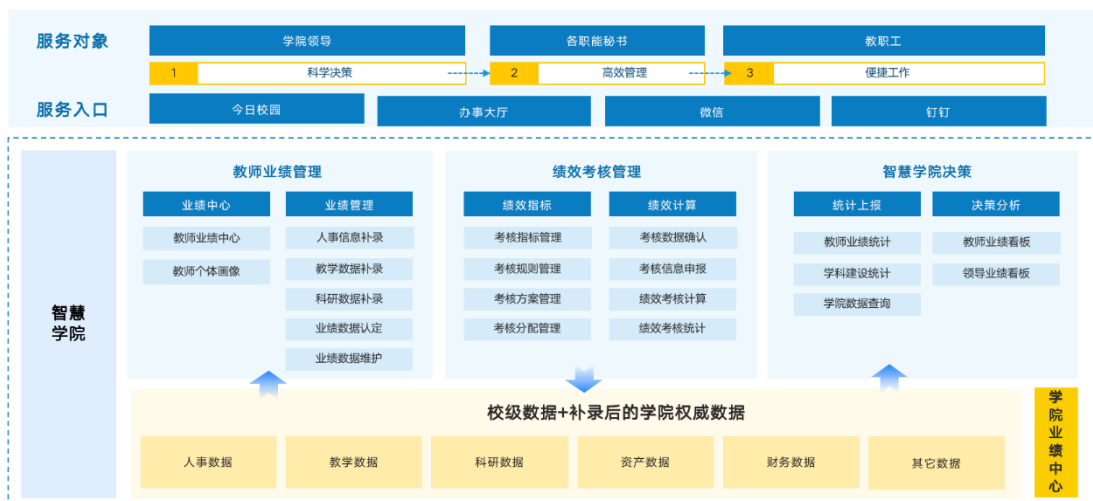 服务对象
学院领导
各职能秘书
教职工
1
科学决策
2
高效管理
3
便捷工作
服务入口
今日校园
办事大厅
微信
钉钉
智慧
学院
教师业绩管理
业绩中心
业绩管理
教师业绩中心
人事信息补录
教师个体画像
教学数据补录
科研数据补录
业绩数据认定
业绩数据维护
绩效考核管理
绩效指标
绩效计算
考核指标管理
考核数据确认
考核规则管理
考核信息申报
考核方案管理
绩效考核计算
考核分配管理
绩效考核统计
智慧学院决策
统计上报
决策分析
教师业绩统计
教师业绩看板
学科建设统计
领导业绩看板
学院数据查询
校级数据+补录后的学院权威数据
人事数据
教学数据
科研数据
资产数据
财务数据
其它数据
学院业绩中心